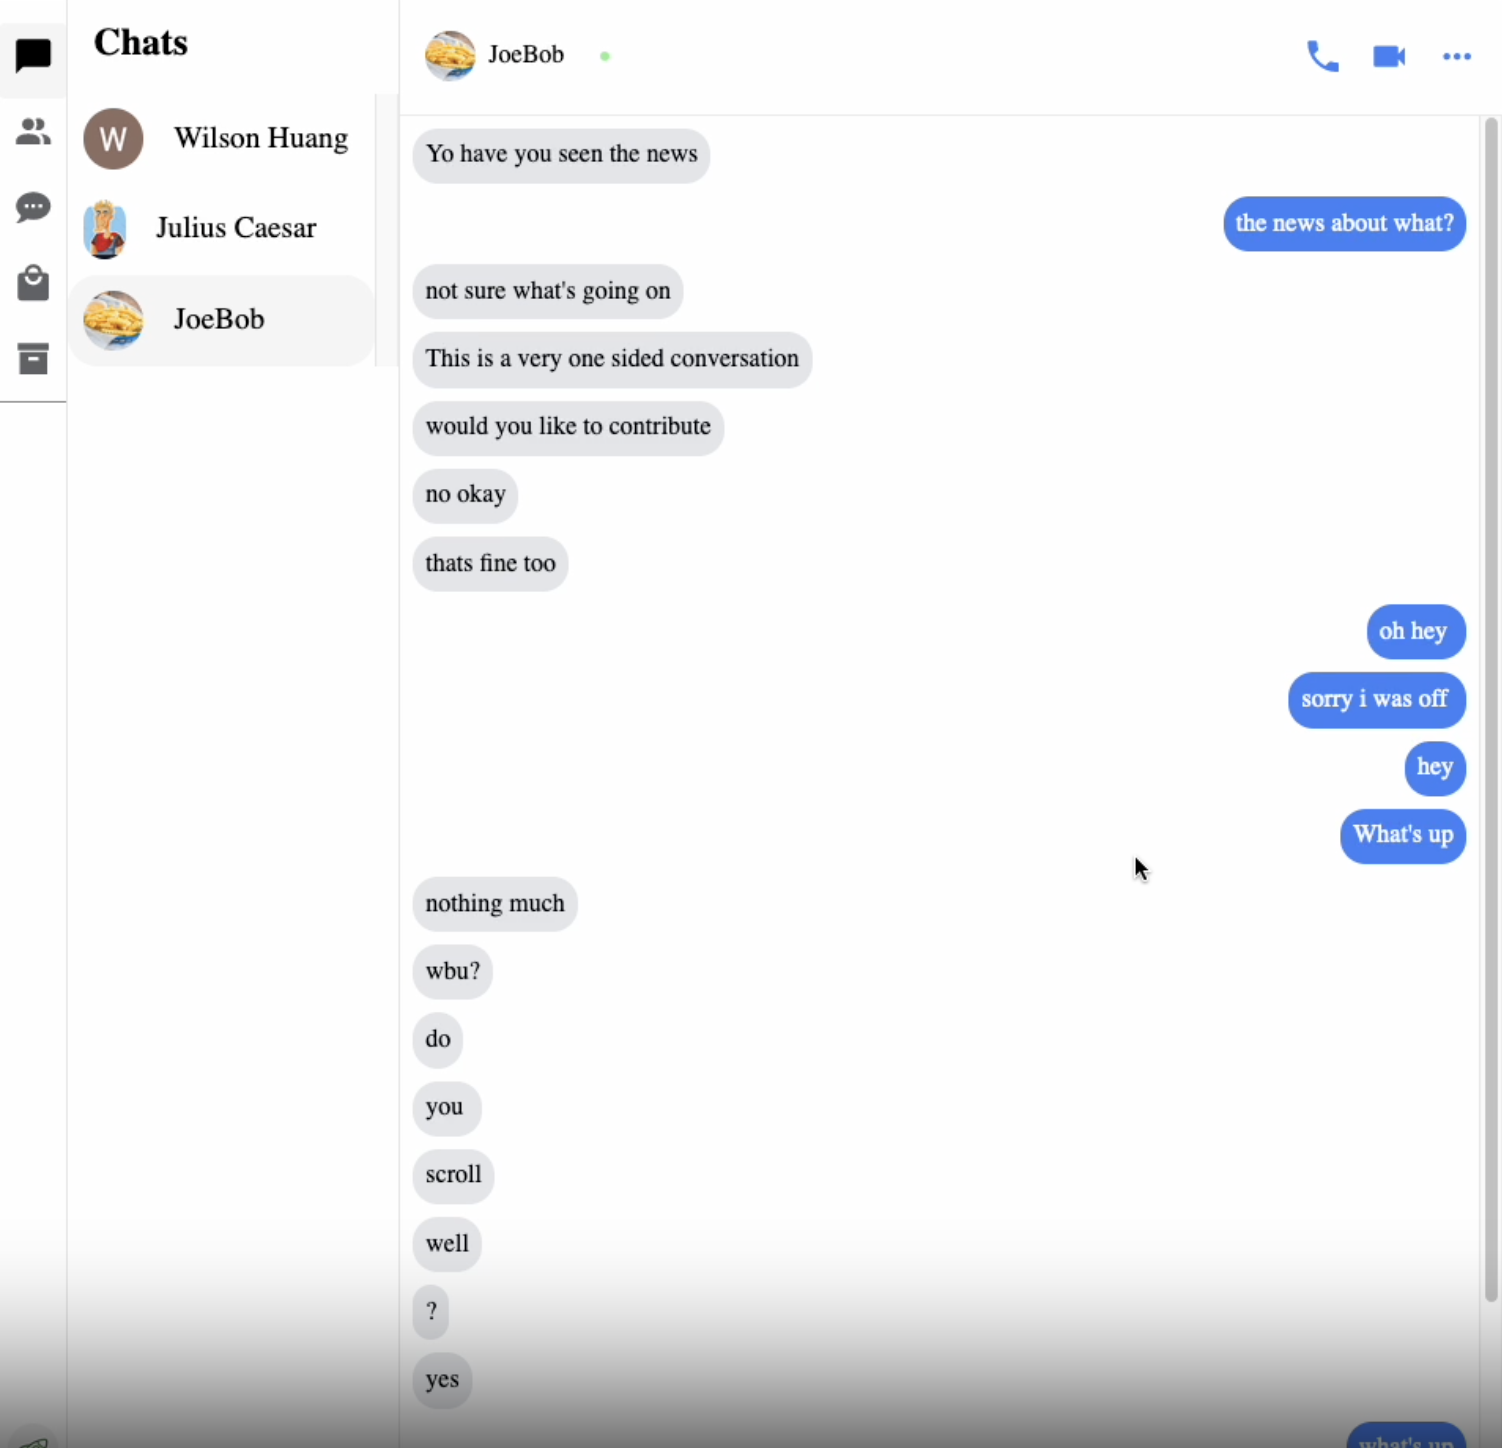 Chats
W
Wilson Huang
Julius Caesar
JoeBob
JoeBob
Yo have you seen the news
the news about what?
not sure what's going on
This is a very one sided conversation
would you like to contribute
no okay
thats fine too
oh hey
sorry i was off
hey
What's up
nothing much
wbu?
do
you
scroll
well
?
yes
what's up